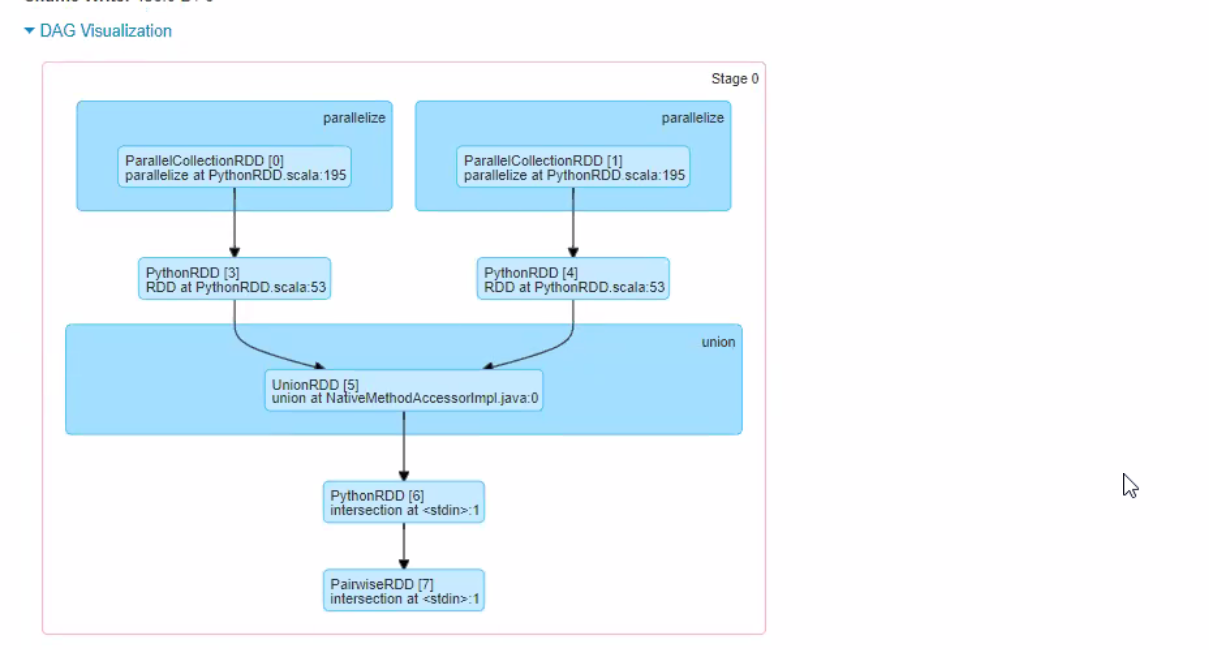 DAG Visualization
Stage 0
parallelize
parallelize
ParallelCollectionRDD [0]
parallelize at PythonRDD.scala:195
ParallelCollectionRDD [1]
parallelize at PythonRDD.scala:195
PythonRDD [3]
RDD at PythonRDD.scala:53
PythonRDD [4]
RDD at PythonRDD.scala:53
union
UnionRDD [5]
union at NativeMethodAccessorImpl.java:0
PythonRDD [6]
intersection at <stdin>:1
PairwiseRDD [7]
intersection at <stdin>:1